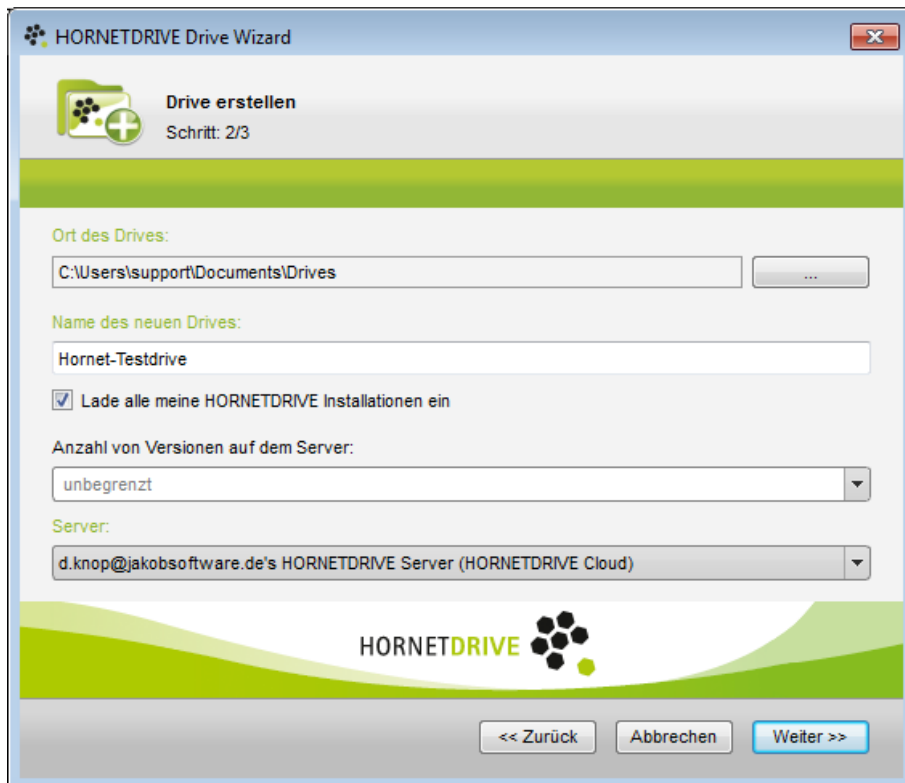 HORNETDRIVE Drive Wizard
Drive erstellen
Schritt: 2/3
Ort des Drives:
C:\Users\support\Documents\Drives
...
Name des neuen Drives:
Hornet-Testdrive
Lade alle meine HORNETDRIVE Installationen ein
Anzahl von Versionen auf dem Server:
unbegrenzt
Server:
d.knop@jakobsoftware.de's HORNETDRIVE Server (HORNETDRIVE Cloud)
HORNETDRIVE
<< Zurück
Abbrechen
Weiter >>